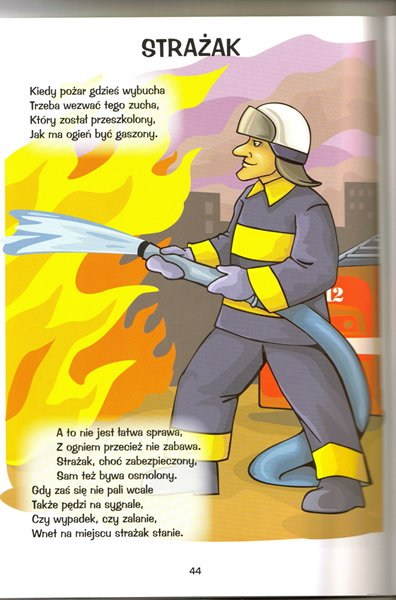 STRAŻAK
Kiedy pożar gdzieś wybucha
Trzeba wezwać tego zucha,
Który został przeszkolony,
Jak ma ogień być gaszony.
12
A to nie jest łatwa sprawa,
Z ogniem przecież nie zabawa.
Strażak, choć zabezpieczony,
Sam też bywa osmolony.
Gdy zaś się nie pali wcale
Także pędzi na sygnale,
Czy wypadek, czy zalanie,
Wnet na miejscu strażak stanie.
44